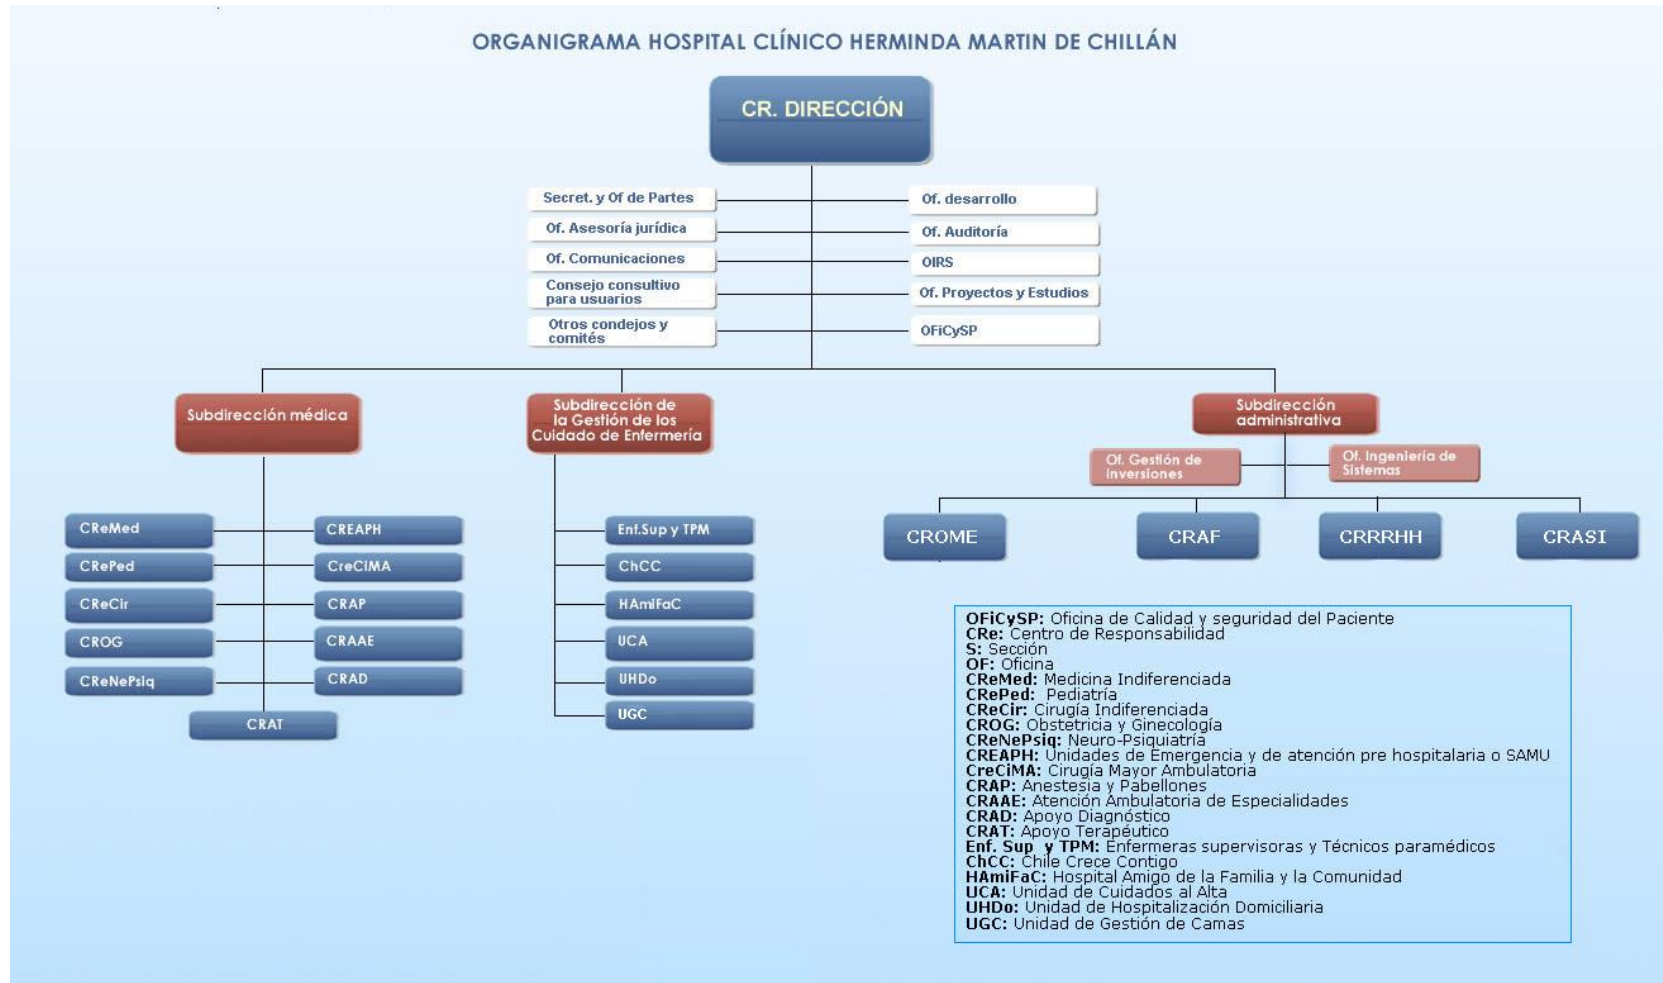 ORGANIGRAMA HOSPITAL CLÍNICO HERMINDA MARTIN DE CHILLÁN
CR. DIRECCIÓN
Secret. y Of de Partes
Of. desarrollo
Of. Asesoría jurídica
Of. Auditoría
Of. Comunicaciones
OIRS
Consejo consultivo
para usuarios
Of. Proyectos y Estudios
Otros condejos y
comités
OFiCySP
Subdirección médica
Subdirección de
la Gestión de los
Cuidado de Enfermería
Subdirección
administrativa
Of. Gestión de
Inversiones
Of. Ingeniería de
Sistemas
CReMed
CREAPH
CRePed
CreCiMA
CReCir
CRAP
CROG
CRAAE
CReNePsiq
CRAD
CRAT
Enf.Sup y TPM
ChCC
HAmiFaC
UCA
UHDo
UGC
CROME
CRAF
CRRRHH
CRASI
OFiCySP: Oficina de Calidad y seguridad del Paciente
CRe: Centro de Responsabilidad
S: Sección
OF: Oficina
CReMed: Medicina Indiferenciada
CRePed: Pediatría
CReCir: Cirugía Indiferenciada
CROG: Obstetricia y Ginecología
CReNePsiq: Neuro-Psiquiatría
CREAPH: Unidades de Emergencia y de atención pre hospitalaria o SAMU
CreCiMA: Cirugía Mayor Ambulatoria
CRAP: Anestesia y Pabellones
CRAAE: Atención Ambulatoria de Especialidades
CRAD: Apoyo Diagnóstico
CRAT: Apoyo Terapéutico
Enf. Sup y TPM: Enfermeras supervisoras y Técnicos paramédicos
ChCC: Chile Crece Contigo
HAmiFaC: Hospital Amigo de la Familia y la Comunidad
UCA: Unidad de Cuidados al Alta
UHDo: Unidad de Hospitalización Domiciliaria
UGC: Unidad de Gestión de Camas